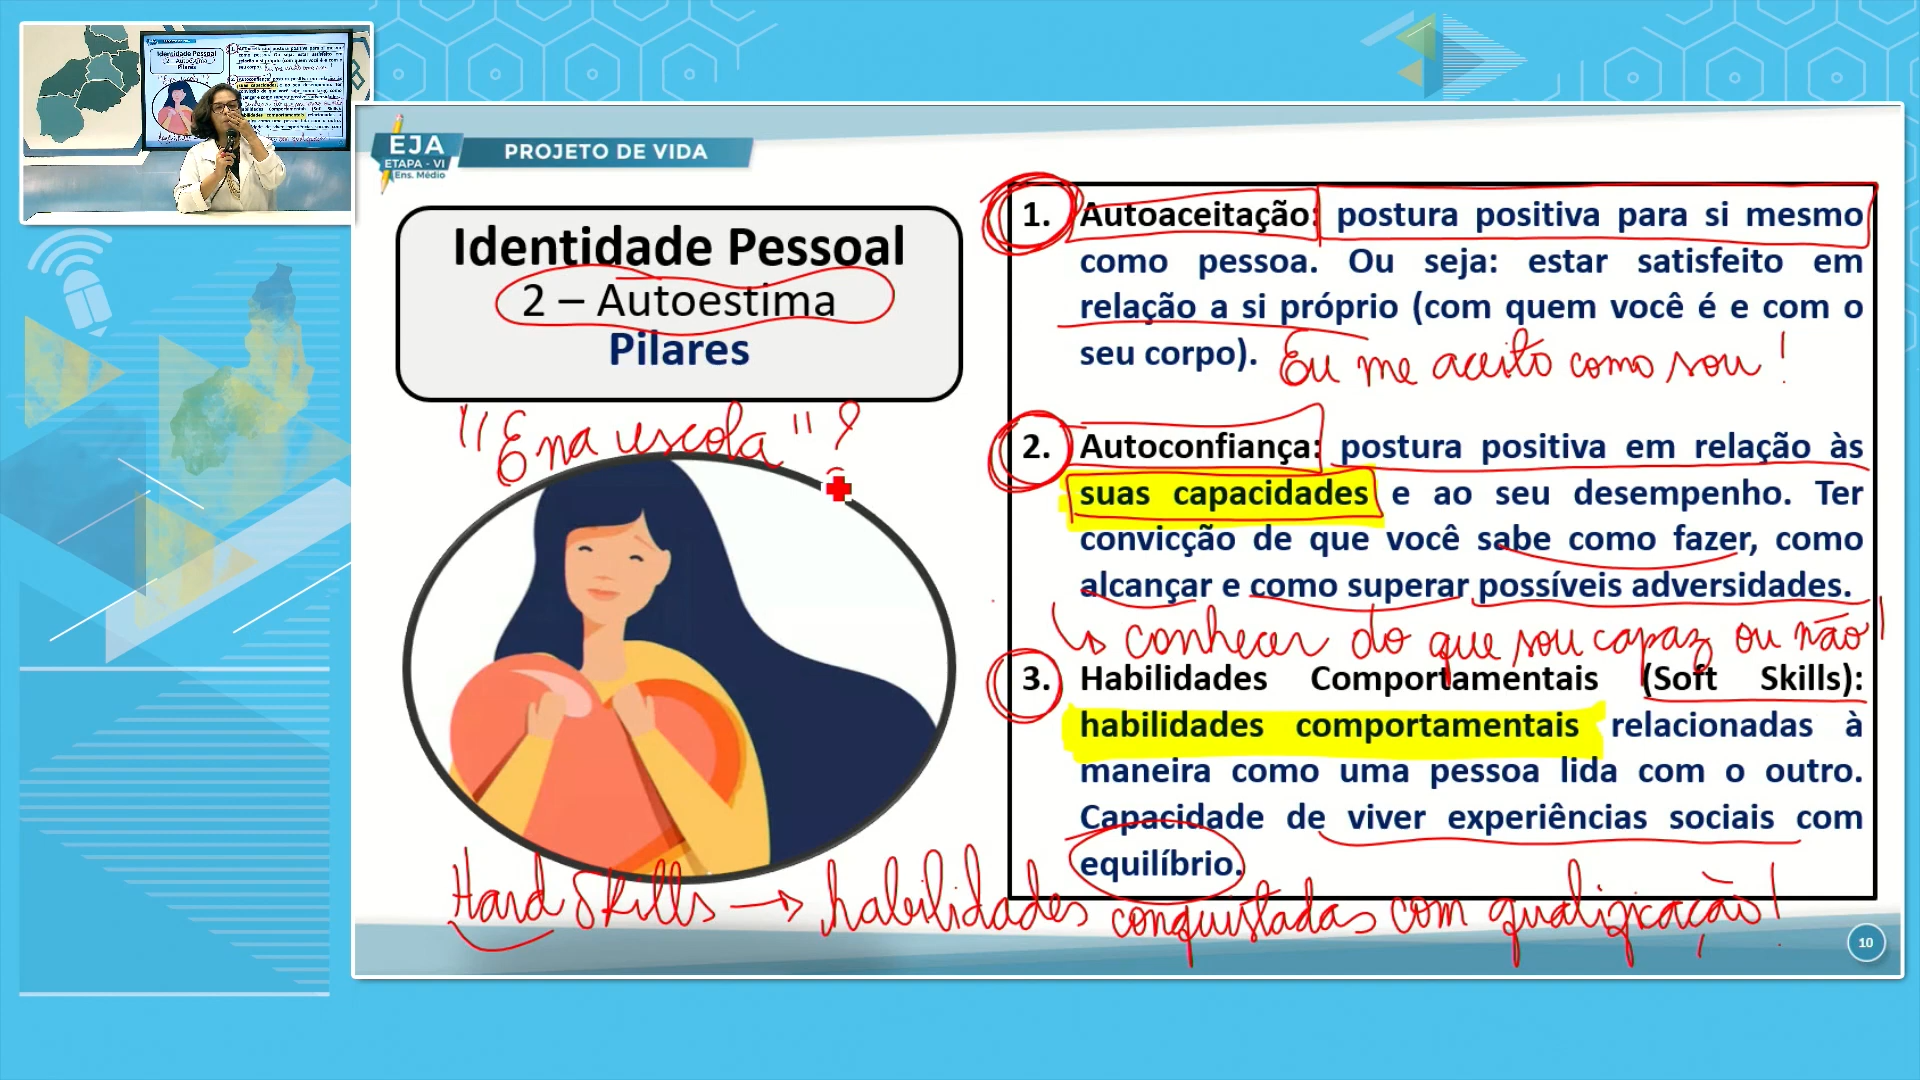 EJA
ETAPA - VI
Ens. Médio
PROJETO DE VIDA
Identidade Pessoal
2 – Autoestima
Pilares
"É na escola"?
1. Autoaceitação: postura positiva para si mesmo
como pessoa. Ou seja: estar satisfeito em
relação a si próprio (com quem você é e com o
seu corpo). Eu me aceito como sou!
2. Autoconfiança: postura positiva em relação às
suas capacidades e ao seu desempenho. Ter
convicção de que você sabe como fazer, como
alcançar e como superar possíveis adversidades.
↳ conhecer do que sou capaz ou não!
3. Habilidades Comportamentais (Soft Skills):
habilidades comportamentais relacionadas à
maneira como uma pessoa lida com o outro.
Capacidade de viver experiências sociais com
equilíbrio.
Hard Skills → habilidades conquistadas com qualificação!
10